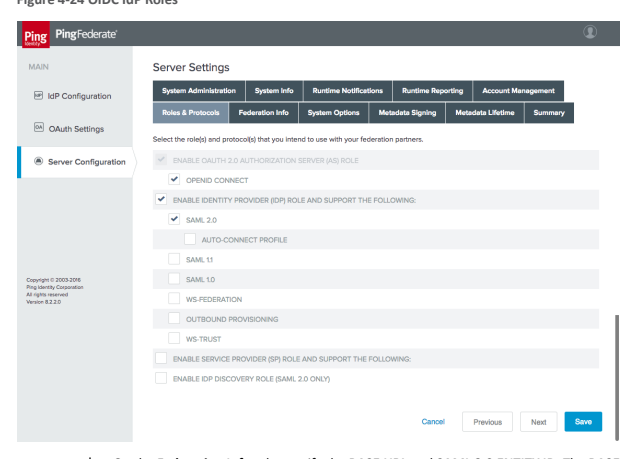 Figure 4-24 OIDC IdP Roles
Ping Identity PingFederate®
MAIN
IdP IdP Configuration
OA OAuth Settings
Server Configuration
Copyright © 2003-2016
Ping Identity Corporation
All rights reserved
Version 8.2.2.0
Server Settings
System Administration System Info Runtime Notifications Runtime Reporting Account Management
Roles & Protocols Federation Info System Options Metadata Signing Metadata Lifetime Summary
Select the role(s) and protocol(s) that you intend to use with your federation partners.
ENABLE OAUTH 2.0 AUTHORIZATION SERVER (AS) ROLE
OPENID CONNECT
ENABLE IDENTITY PROVIDER (IDP) ROLE AND SUPPORT THE FOLLOWING:
SAML 2.0
AUTO-CONNECT PROFILE
SAML 1.1
SAML 1.0
WS-FEDERATION
OUTBOUND PROVISIONING
WS-TRUST
ENABLE SERVICE PROVIDER (SP) ROLE AND SUPPORT THE FOLLOWING:
ENABLE IDP DISCOVERY ROLE (SAML 2.0 ONLY)
Cancel Previous Next Save